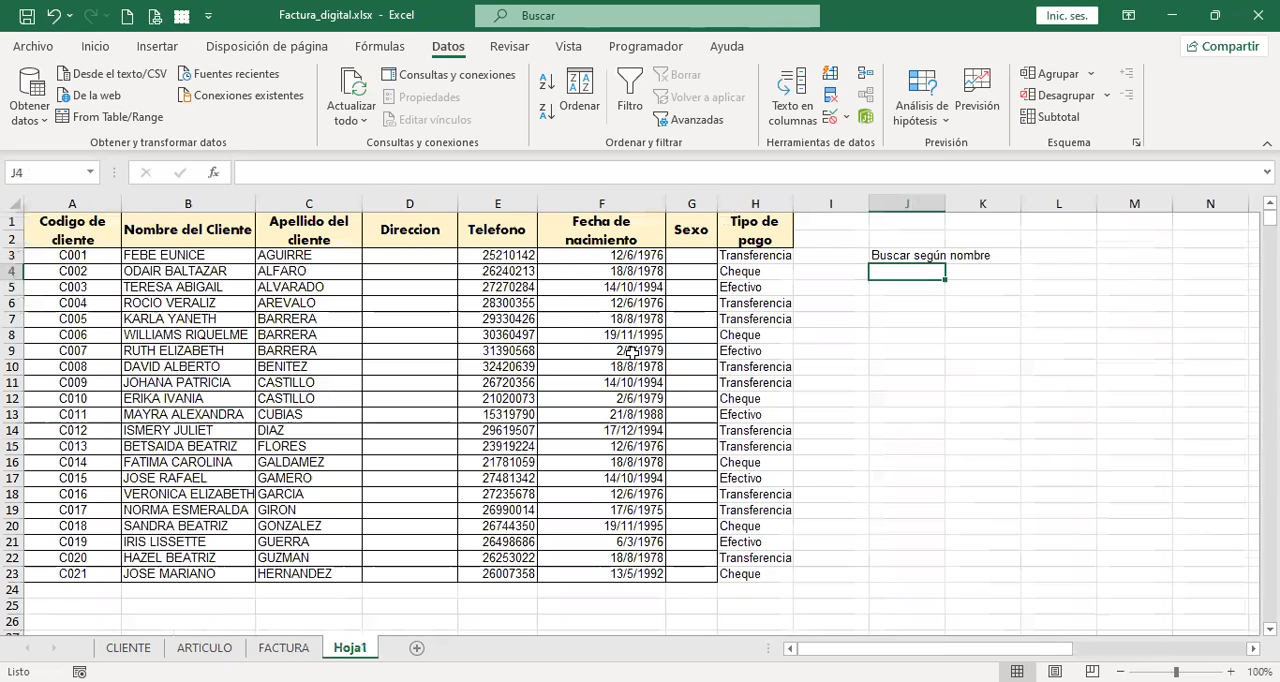 Factura_digital.xlsx - Excel
Buscar
Inic. ses.
Archivo Inicio Insertar Disposición de página Fórmulas Datos Revisar Vista Programador Ayuda
Compartir
Obtener datos
Desde el texto/CSV
De la web
From Table/Range
Fuentes recientes
Conexiones existentes
Obtener y transformar datos
Actualizar todo
Consultas y conexiones
Propiedades
Editar vínculos
Consultas y conexiones
Ordenar
Filtro
Borrar
Volver a aplicar
Avanzadas
Ordenar y filtrar
Texto en columnas
Herramientas de datos
Análisis de hipótesis
Previsión
Previsión
Agrupar
Desagrupar
Subtotal
Esquema
J4
fx
A B C D E F G H I J K L M N
1 Codigo de cliente Nombre del Cliente Apellido del cliente Direccion Telefono Fecha de nacimiento Sexo Tipo de pago
2
3 C001 FEBE EUNICE AGUIRRE 25210142 12/6/1976 Transferencia Buscar según nombre
4 C002 ODAIR BALTAZAR ALFARO 26240213 18/8/1978 Cheque
5 C003 TERESA ABIGAIL ALVARADO 27270284 14/10/1994 Efectivo
6 C004 ROCIO VERALIZ AREVALO 28300355 12/6/1976 Transferencia
7 C005 KARLA YANETH BARRERA 29330426 18/8/1978 Transferencia
8 C006 WILLIAMS RIQUELME BARRERA 30360497 19/11/1995 Cheque
9 C007 RUTH ELIZABETH BARRERA 31390568 Efectivo
10 C008 DAVID ALBERTO BENITEZ 32420639 18/8/1978 Transferencia
11 C009 JOHANA PATRICIA CASTILLO 26720356 14/10/1994 Transferencia
12 C010 ERIKA IVANIA CASTILLO 21020073 2/6/1979 Cheque
13 C011 MAYRA ALEXANDRA CUBIAS 15319790 21/8/1988 Efectivo
14 C012 ISMERY JULIET DIAZ 29619507 17/12/1994 Transferencia
15 C013 BETSAIDA BEATRIZ FLORES 23919224 12/6/1976 Transferencia
16 C014 FATIMA CAROLINA GALDAMEZ 21781059 18/8/1978 Cheque
17 C015 JOSE RAFAEL GAMERO 27481342 14/10/1994 Efectivo
18 C016 VERONICA ELIZABETH GARCIA 27235678 12/6/1976 Transferencia
19 C017 NORMA ESMERALDA GIRON 26990014 17/6/1975 Transferencia
20 C018 SANDRA BEATRIZ GONZALEZ 26744350 19/11/1995 Cheque
21 C019 IRIS LISSETTE GUERRA 26498686 6/3/1976 Efectivo
22 C020 HAZEL BEATRIZ GUZMAN 26253022 18/8/1978 Transferencia
23 C021 JOSE MARIANO HERNANDEZ 26007358 13/5/1992 Cheque
24
25
26
CLIENTE ARTICULO FACTURA Hoja1
Listo
100%